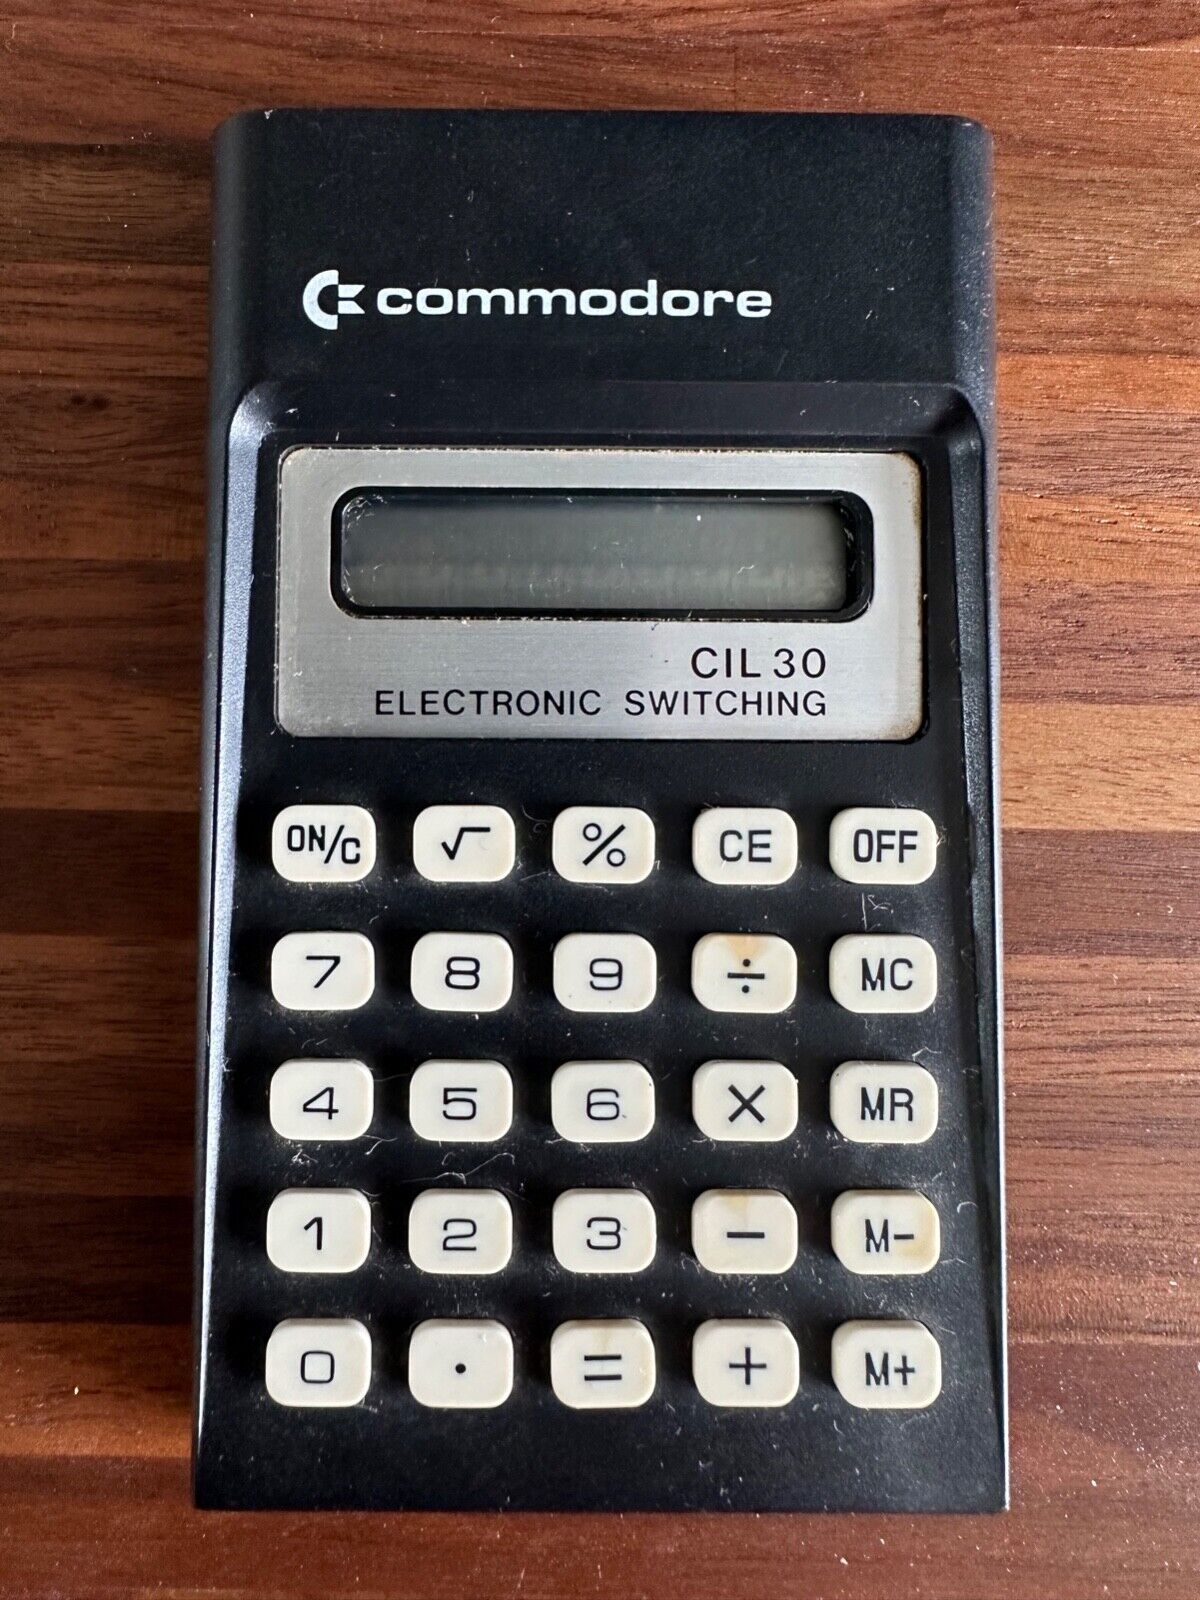 commodore
CIL 30
ELECTRONIC SWITCHING
ON/C √ % CE OFF
7 8 9 ÷ MC
4 5 6 × MR
1 2 3 − M−
0 . = + M+